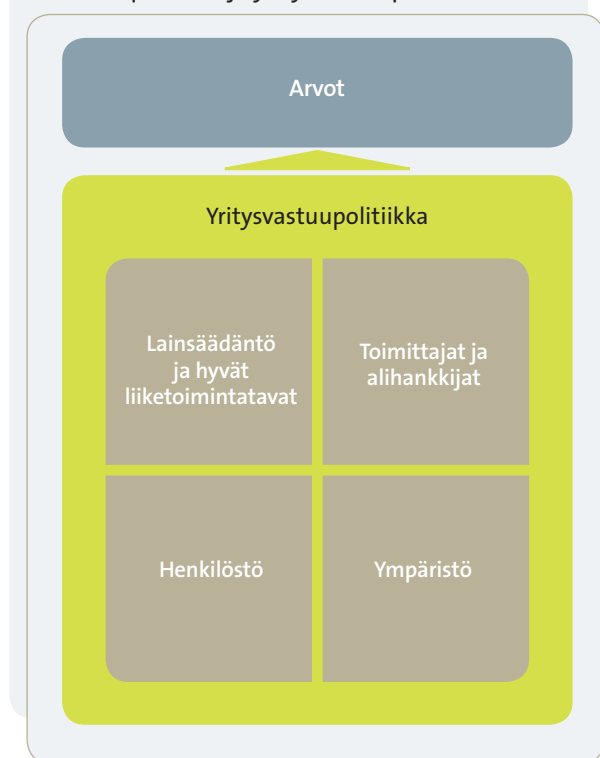 Arvot
Yritysvastuupolitiikka
Lainsäädäntö
ja hyvät
liiketoimintatavat
Toimittajat ja
alihankkijat
Henkilöstö
Ympäristö